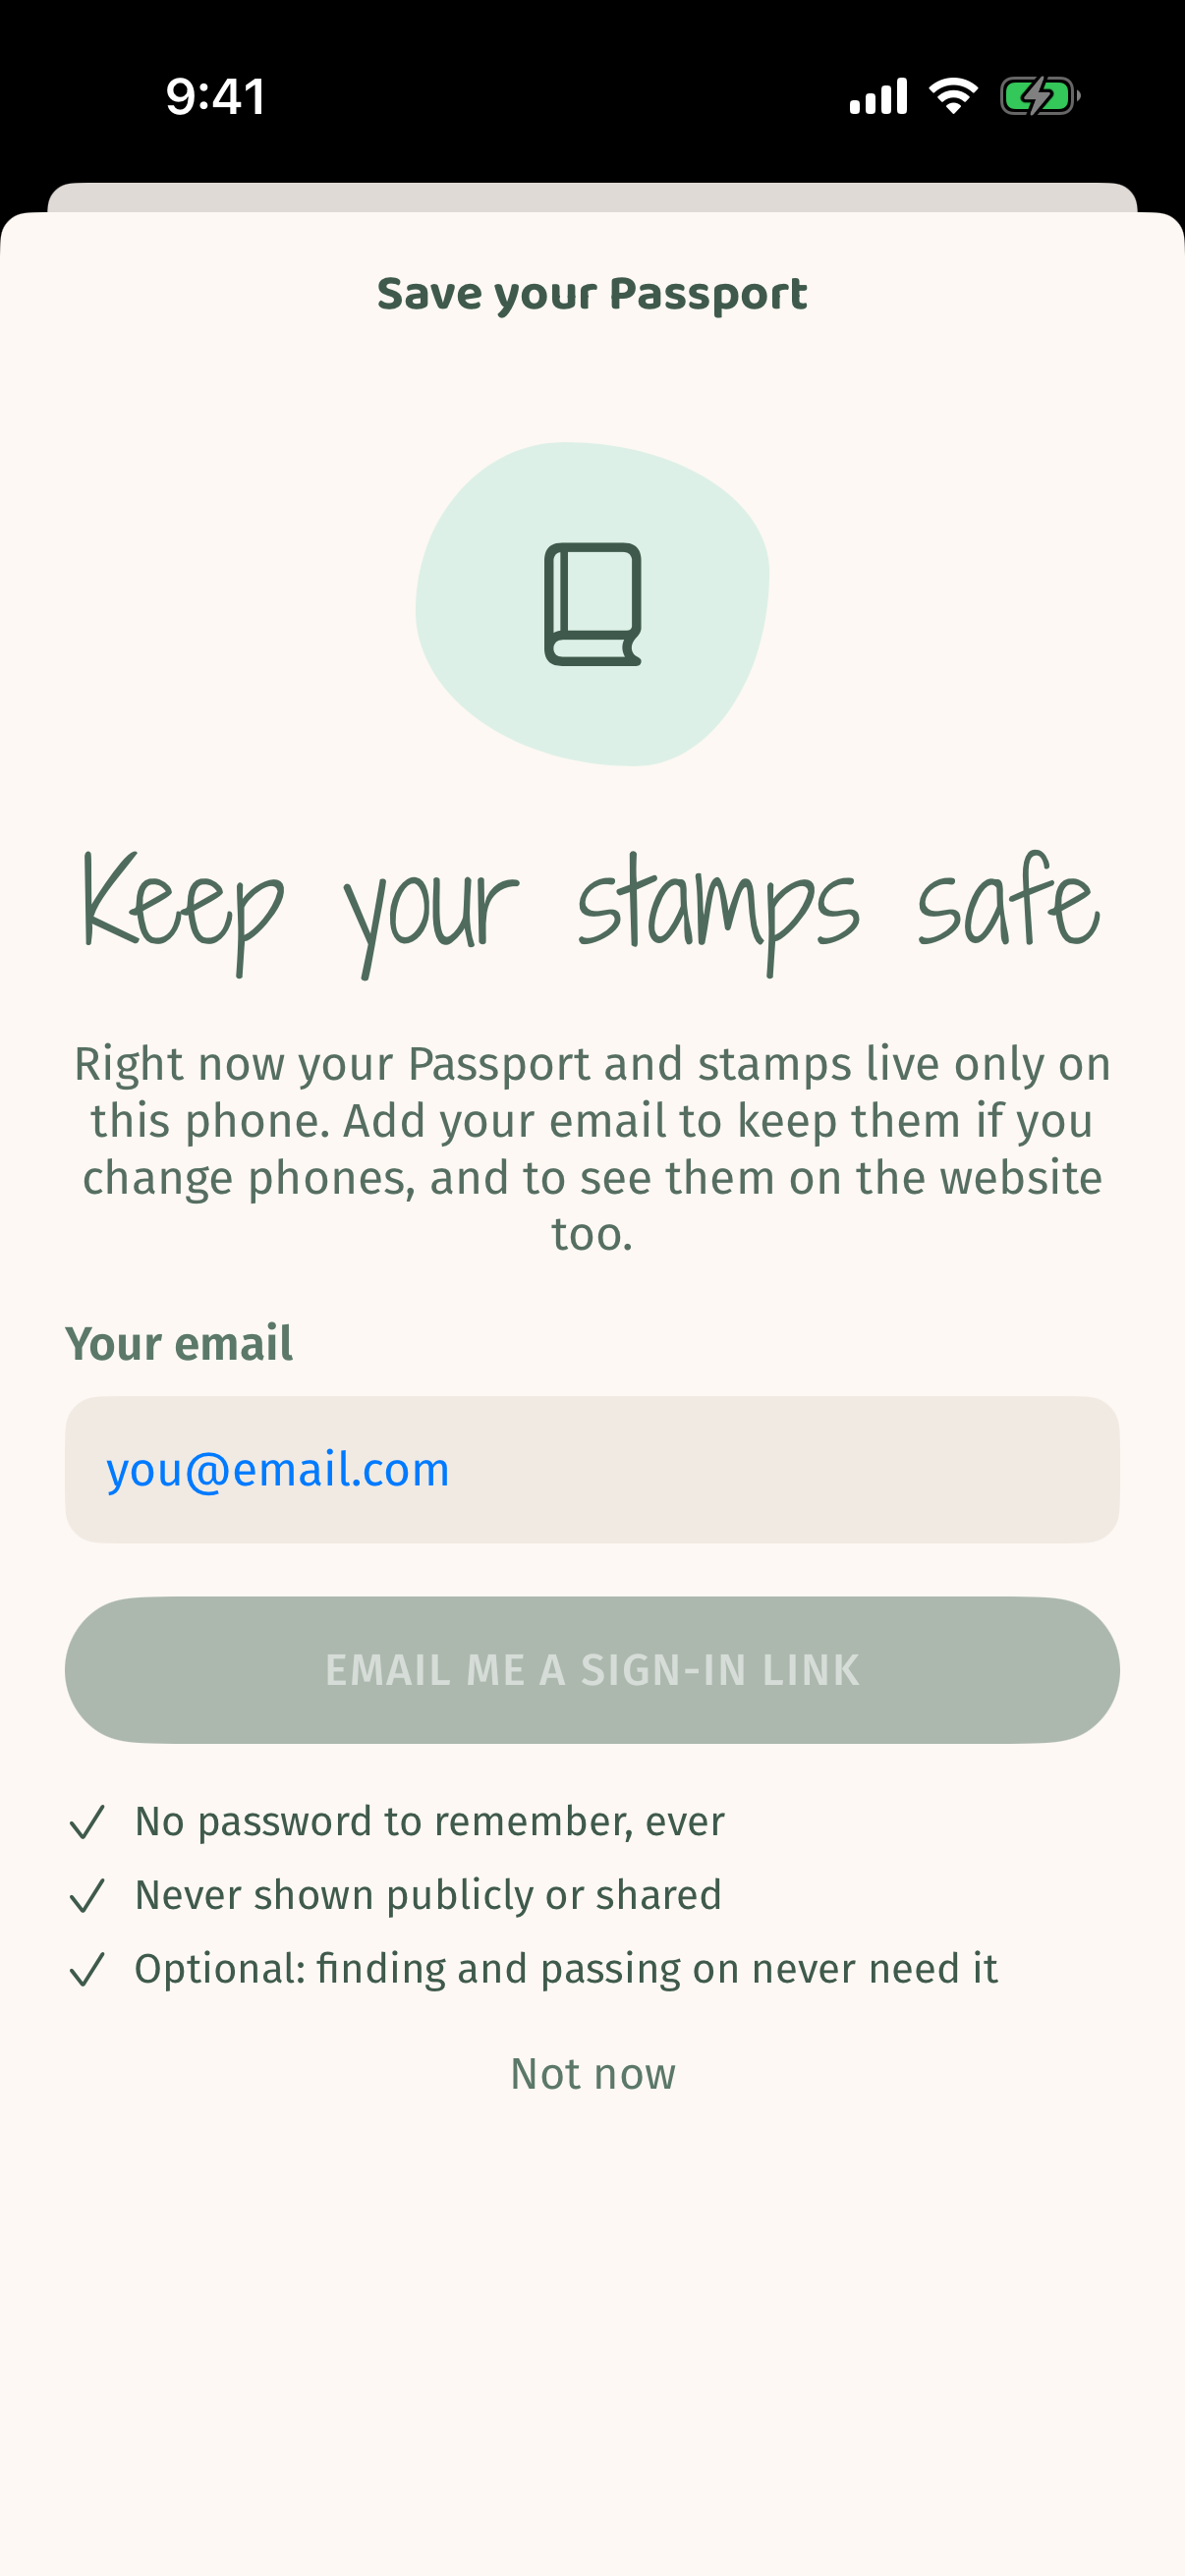 9:41
Save your Passport
Keep your stamps safe
Right now your Passport and stamps live only on
this phone. Add your email to keep them if you
change phones, and to see them on the website
too.
Your email
you@email.com
EMAIL ME A SIGN-IN LINK
No password to remember, ever
Never shown publicly or shared
Optional: finding and passing on never need it
Not now